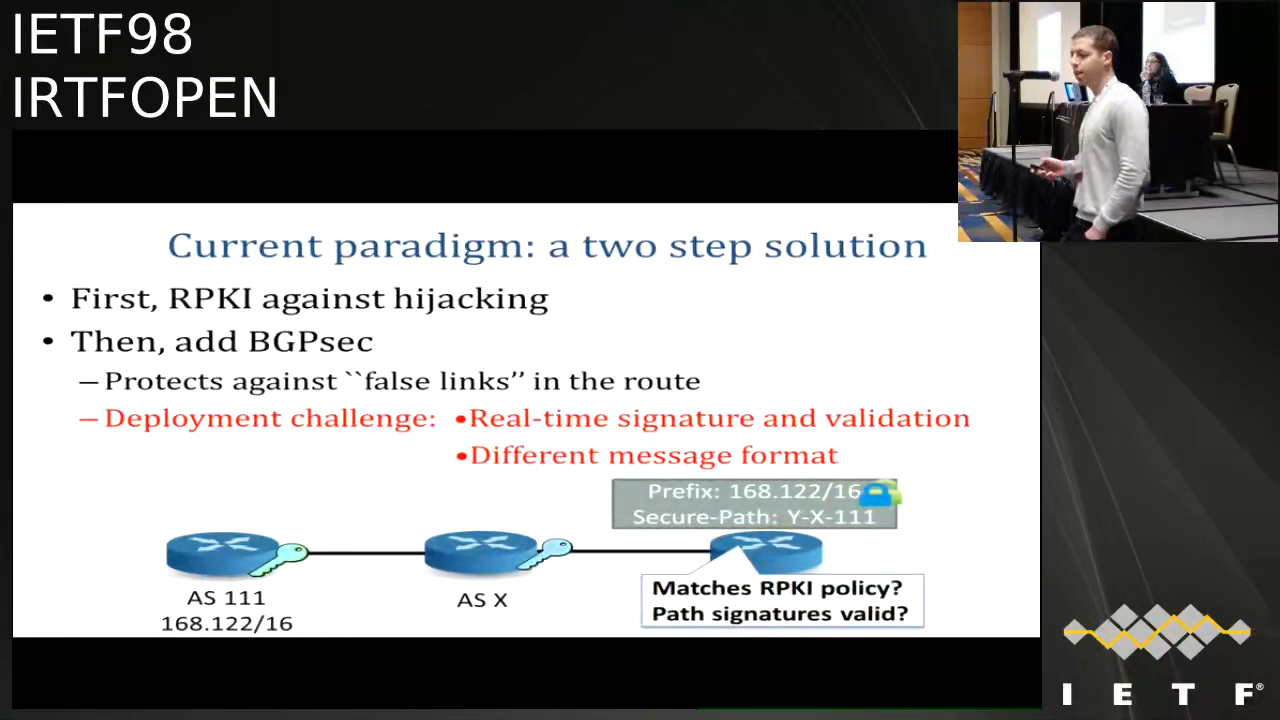 IETF98
IRTFOPEN
Current paradigm: a two step solution
• First, RPKI against hijacking
• Then, add BGPsec
– Protects against ``false links’’ in the route
– Deployment challenge: •Real-time signature and validation
•Different message format
Prefix: 168.122/16
Secure-Path: Y-X-111
Matches RPKI policy?
Path signatures valid?
AS 111
168.122/16
AS X
I E T F®